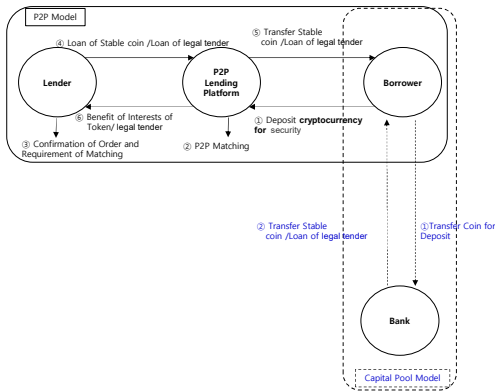 P2P Model
④ Loan of Stable coin /Loan of legal tender
⑤ Transfer Stable
coin /Loan of legal tender
Lender
P2P
Lending
Platform
Borrower
⑥ Benefit of Interests of
Token/ legal tender
① Deposit cryptocurrency
for security
③ Confirmation of Order and
Requirement of Matching
② P2P Matching
② Transfer Stable
coin /Loan of legal tender
①Transfer Coin for
Deposit
Bank
Capital Pool Model